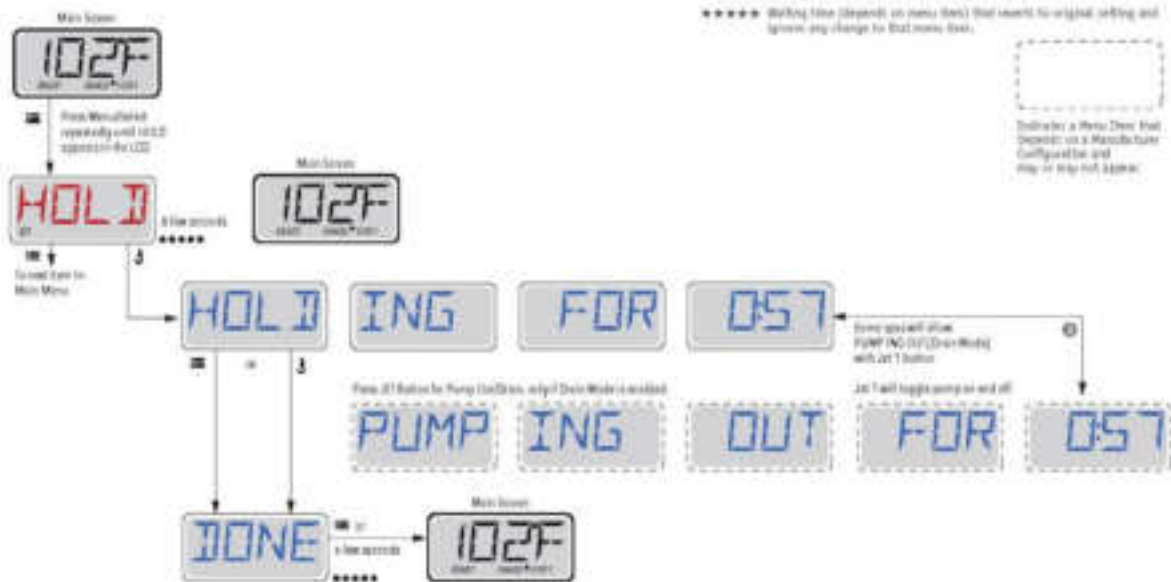 Main Screen
102F
Press Menu/Select
repeatedly until HOLD
appears in the LCD
HOLD
A few seconds
*****
Main Screen
102F
To next item in
Main Menu
HOLD ING FOR 0:57
or
Some spas will allow
PUMPING OUT (Drain Mode)
with Jet 1 button
Press JET Button for Pump Out/Drain, only if Drain Mode is enabled
Jet 1 will toggle pump on and off
PUMP ING OUT FOR 0:57
DONE
or
a few seconds
*****
Main Screen
102F
***** Waiting time (depends on menu item) that reverts to original setting and
ignores any change to that menu item.
Indicates a Menu Item that
Depends on a Manufacturer
Configuration and
may or may not appear.